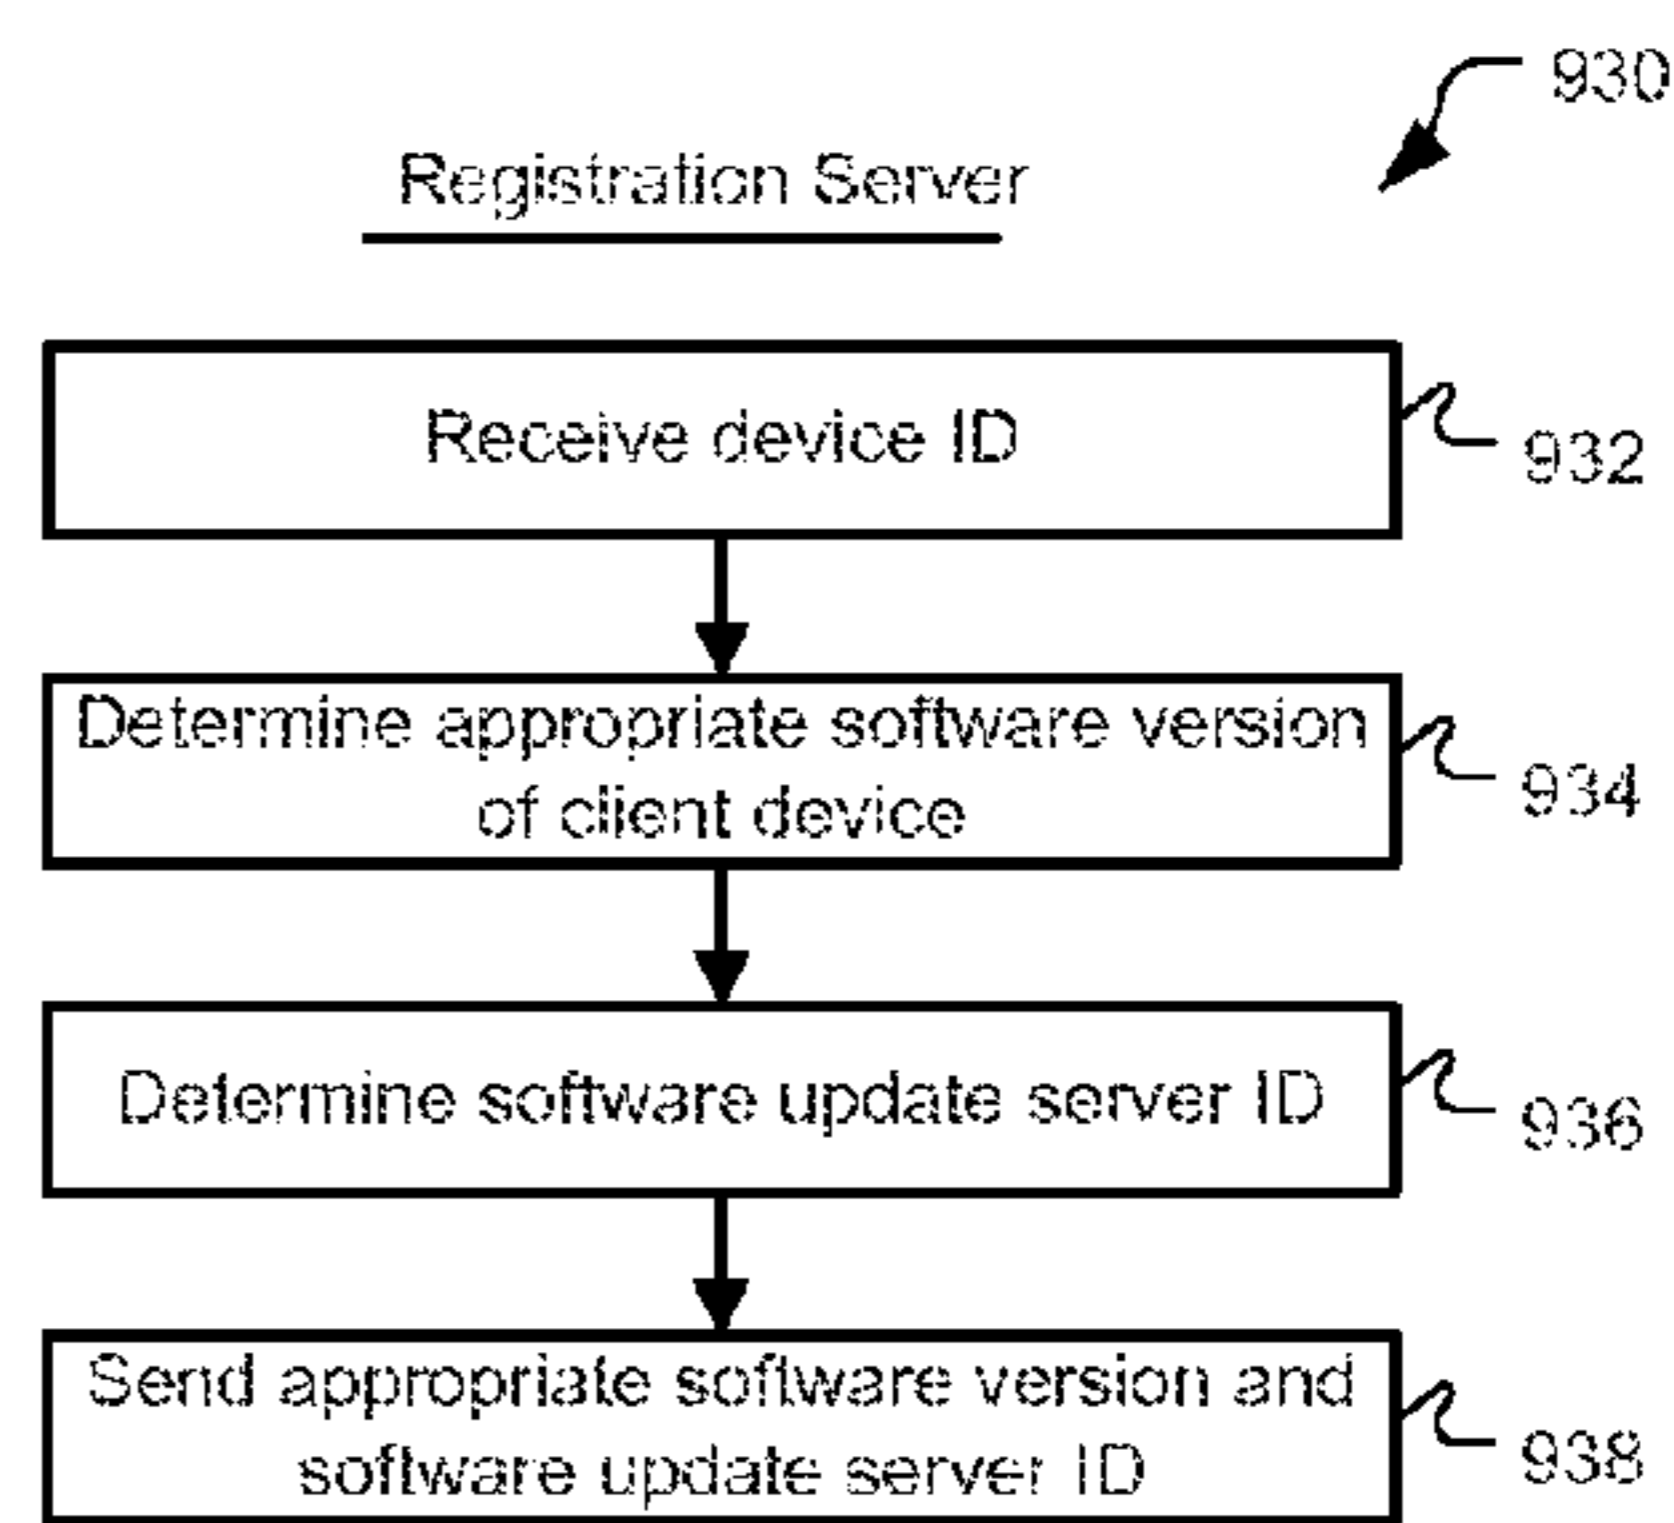 930
Registration Server
Receive device ID
932
Determine appropriate software version
of client device
934
Determine software update server ID
936
Send appropriate software version and
software update server ID
938